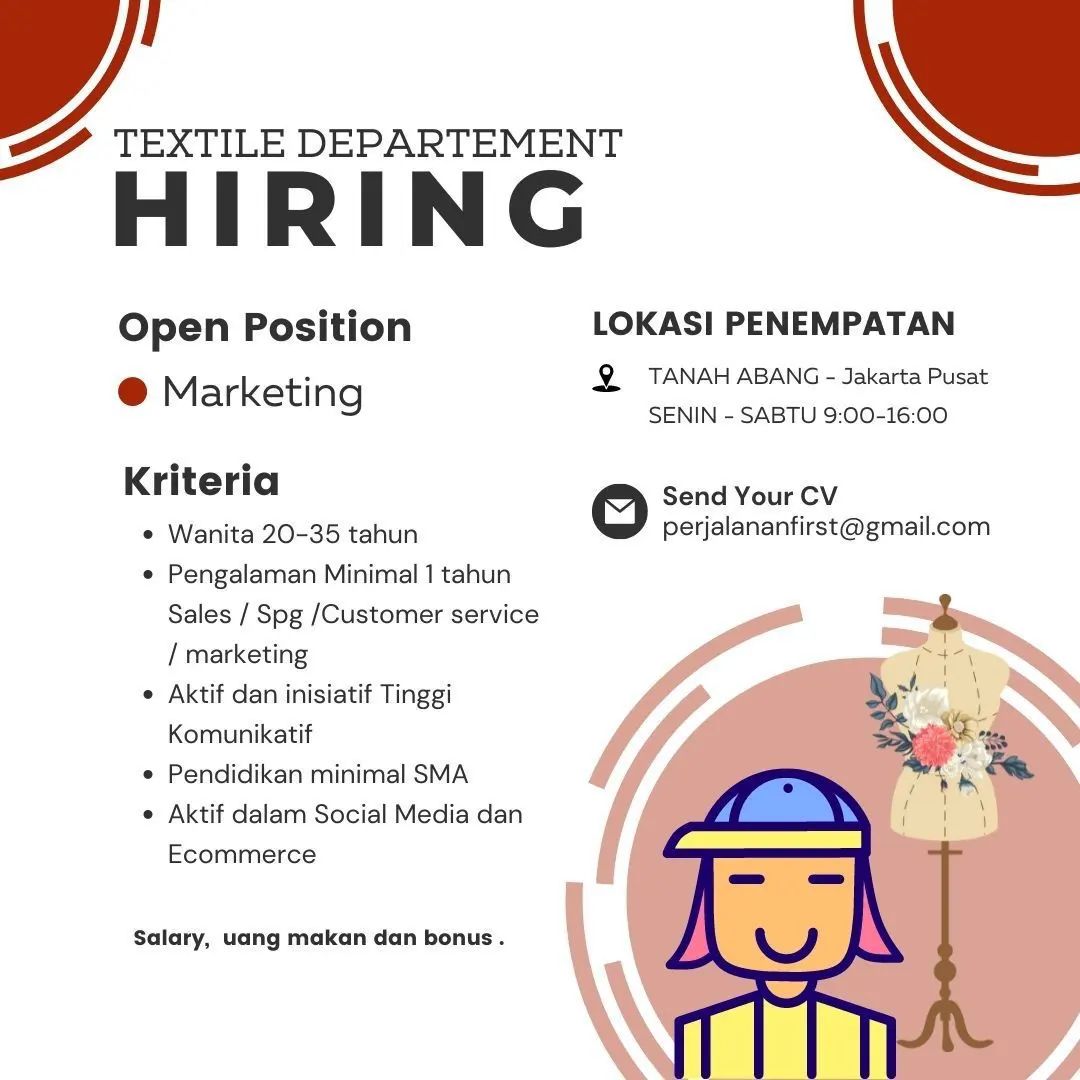 TEXTILE DEPARTEMENT
HIRING
Open Position
Marketing
Kriteria
Wanita 20-35 tahun
Pengalaman Minimal 1 tahun
Sales / Spg /Customer service
/ marketing
Aktif dan inisiatif Tinggi
Komunikatif
Pendidikan minimal SMA
Aktif dalam Social Media dan
Ecommerce
Salary, uang makan dan bonus .
LOKASI PENEMPATAN
TANAH ABANG - Jakarta Pusat
SENIN - SABTU 9:00-16:00
Send Your CV
perjalananfirst@gmail.com